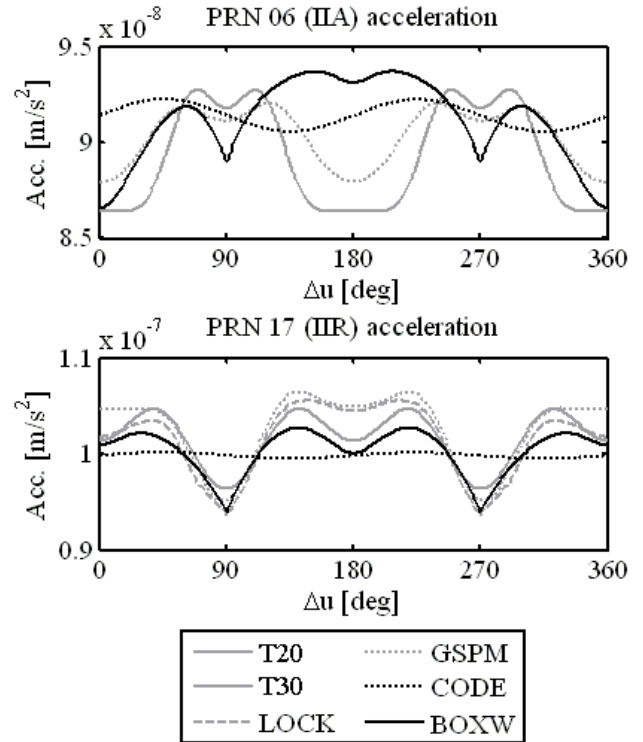 PRN 06 (IIA) acceleration
x 10⁻⁸
9.5
9
8.5
Acc. [m/s²]
0 90 180 270 360
Δu [deg]
PRN 17 (IIR) acceleration
x 10⁻⁷
1.1
1
0.9
Acc. [m/s²]
0 90 180 270 360
Δu [deg]
T20 GSPM
T30 CODE
LOCK BOXW